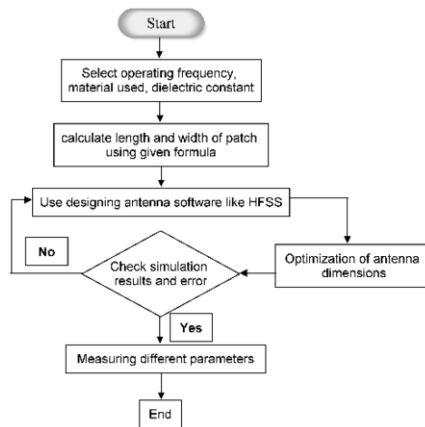 Start
Select operating frequency,
material used, dielectric constant
calculate length and width of patch
using given formula
Use designing antenna software like HFSS
No
Check simulation
results and error
Optimization of antenna
dimensions
Yes
Measuring different parameters
End